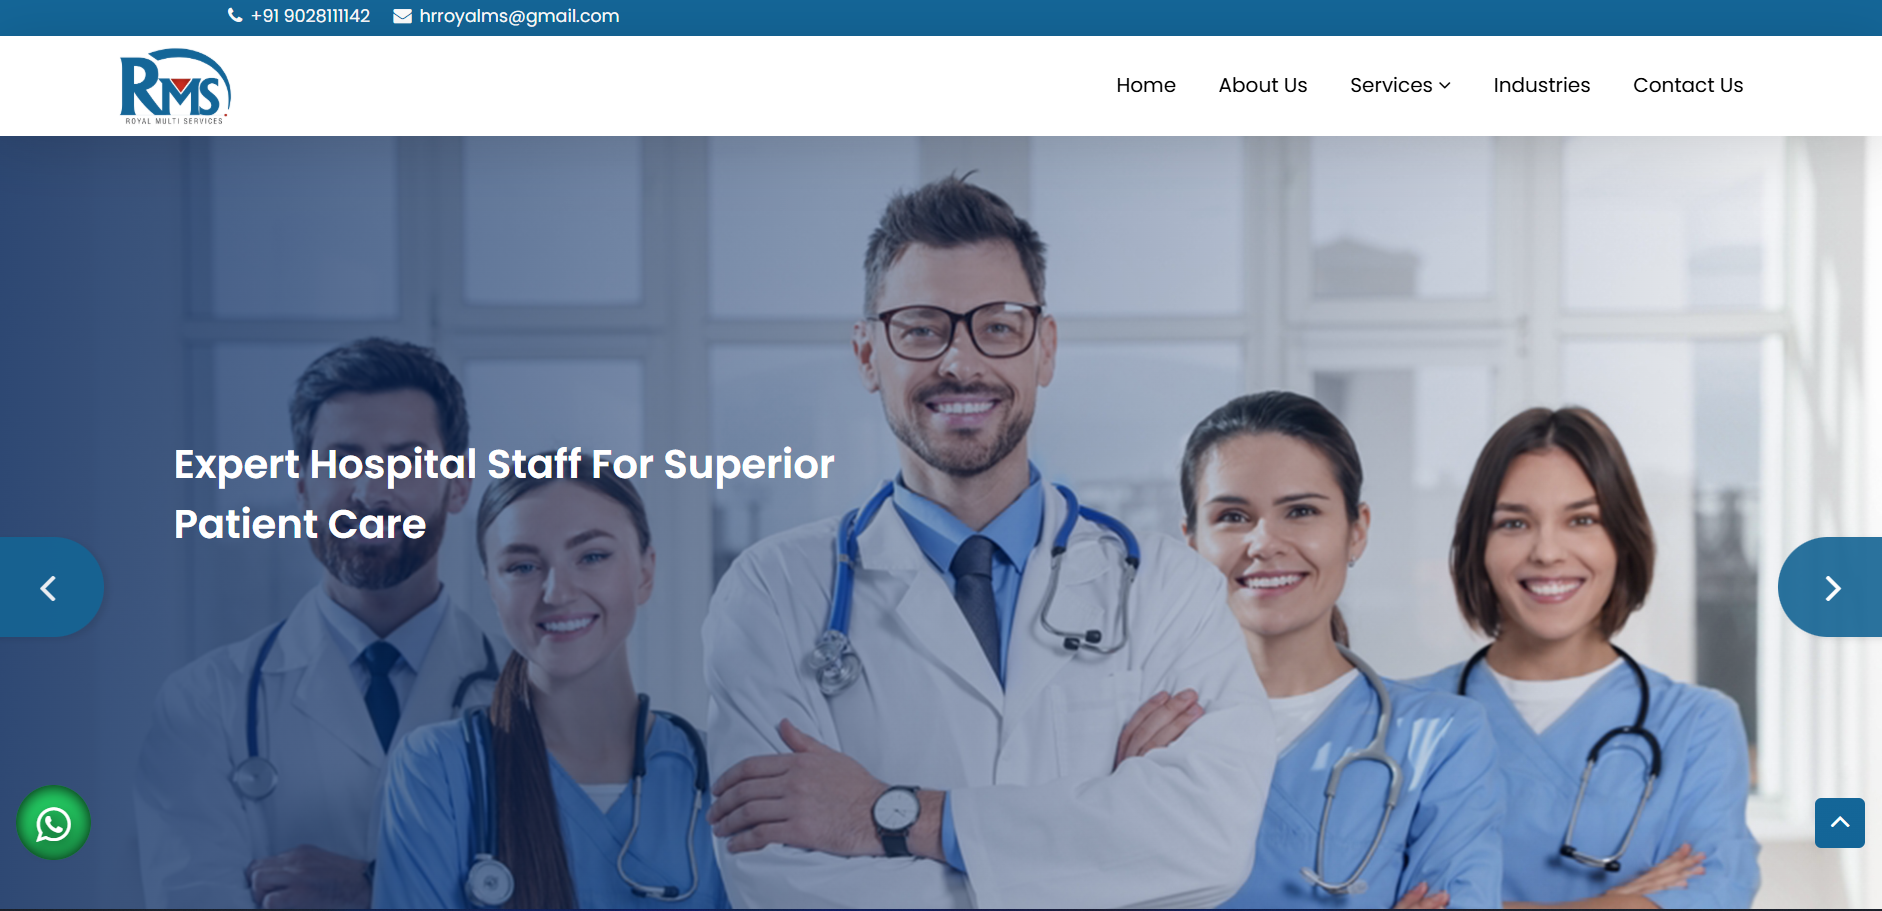 +91 9028111142 hrroyalms@gmail.com
RMS
ROYAL MULTI SERVICES
Home About Us Services Industries Contact Us
Expert Hospital Staff For Superior
Patient Care